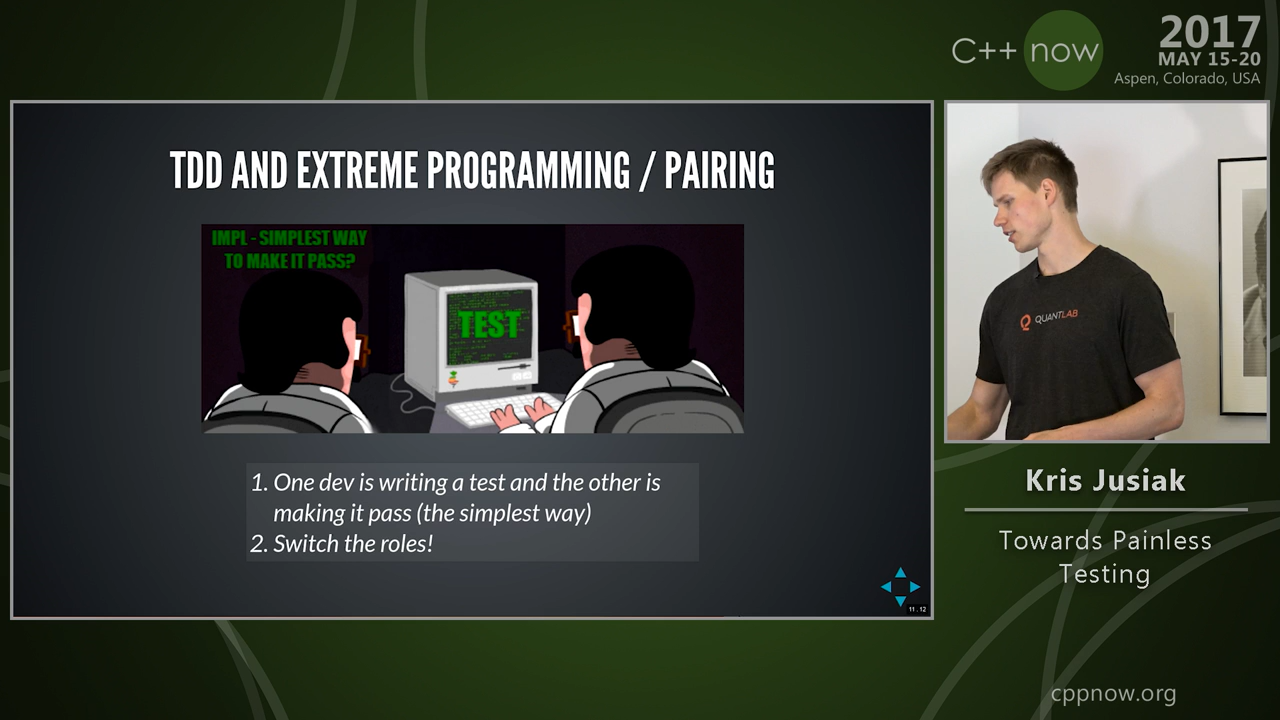 C++ now
2017
MAY 15-20
Aspen, Colorado, USA
TDD AND EXTREME PROGRAMMING / PAIRING
IMPL - SIMPLEST WAY
TO MAKE IT PASS?
TEST
1. One dev is writing a test and the other is
making it pass (the simplest way)
2. Switch the roles!
11.12
QUANTLAB
Kris Jusiak
Towards Painless
Testing
cppnow.org